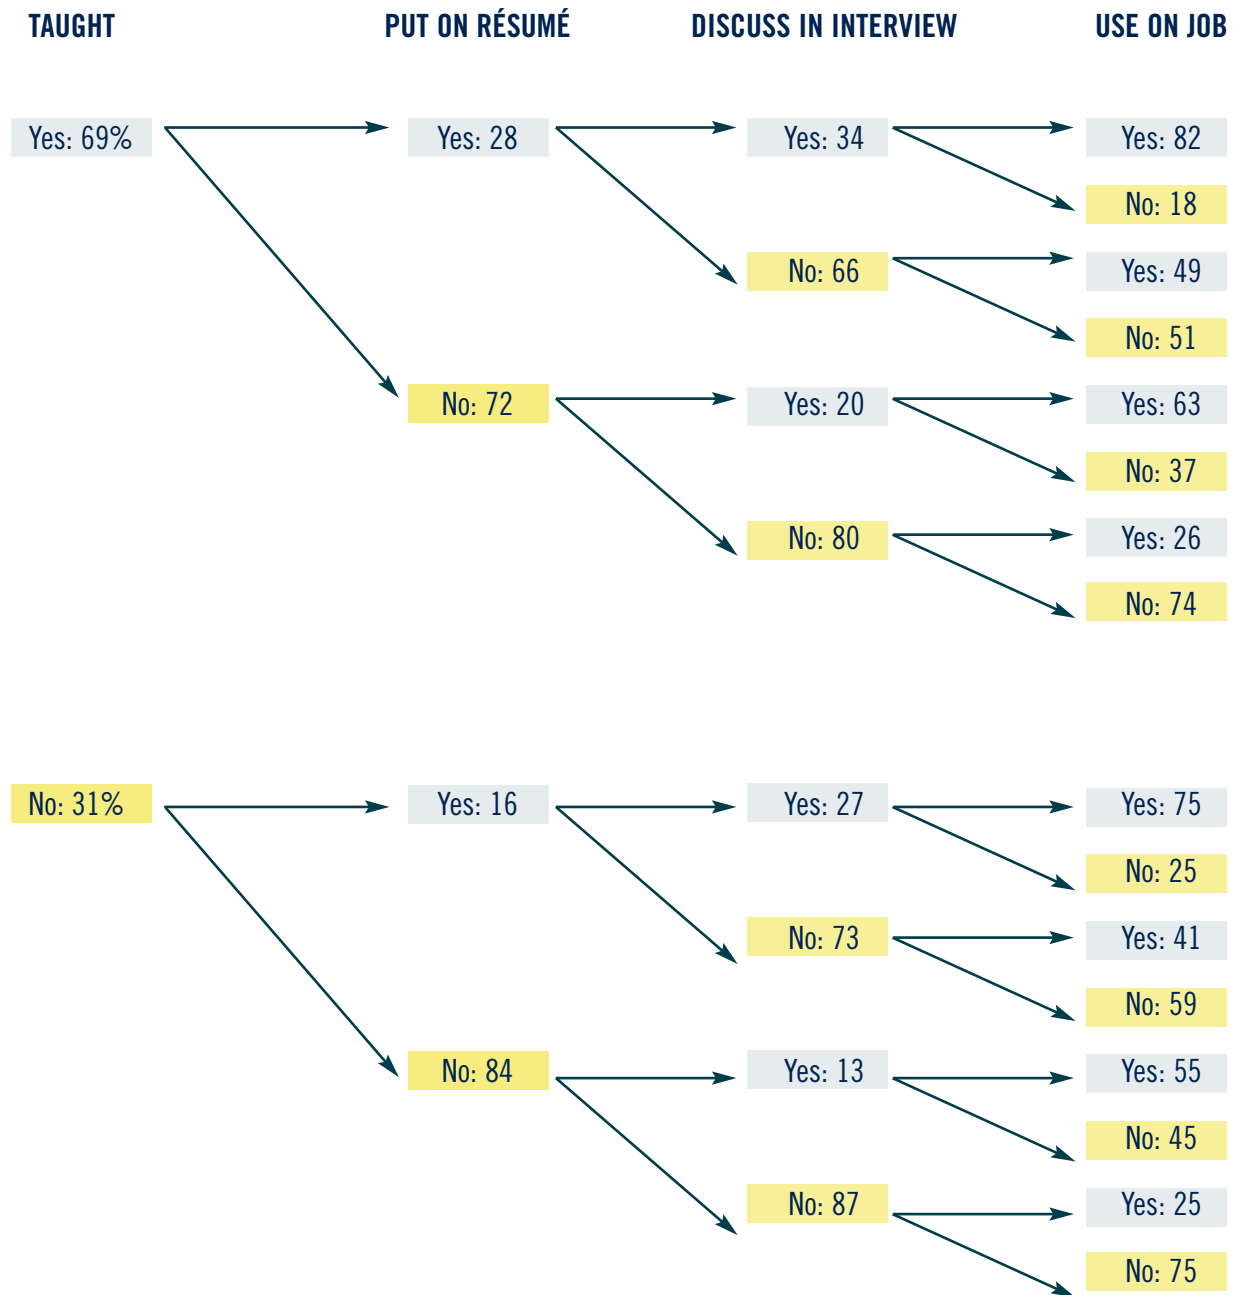 TAUGHT PUT ON RÉSUMÉ DISCUSS IN INTERVIEW USE ON JOB
Yes: 69% Yes: 28 Yes: 34 Yes: 82
No: 18
No: 66 Yes: 49
No: 51
No: 72 Yes: 20 Yes: 63
No: 37
No: 80 Yes: 26
No: 74
No: 31% Yes: 16 Yes: 27 Yes: 75
No: 25
No: 73 Yes: 41
No: 59
No: 84 Yes: 13 Yes: 55
No: 45
No: 87 Yes: 25
No: 75